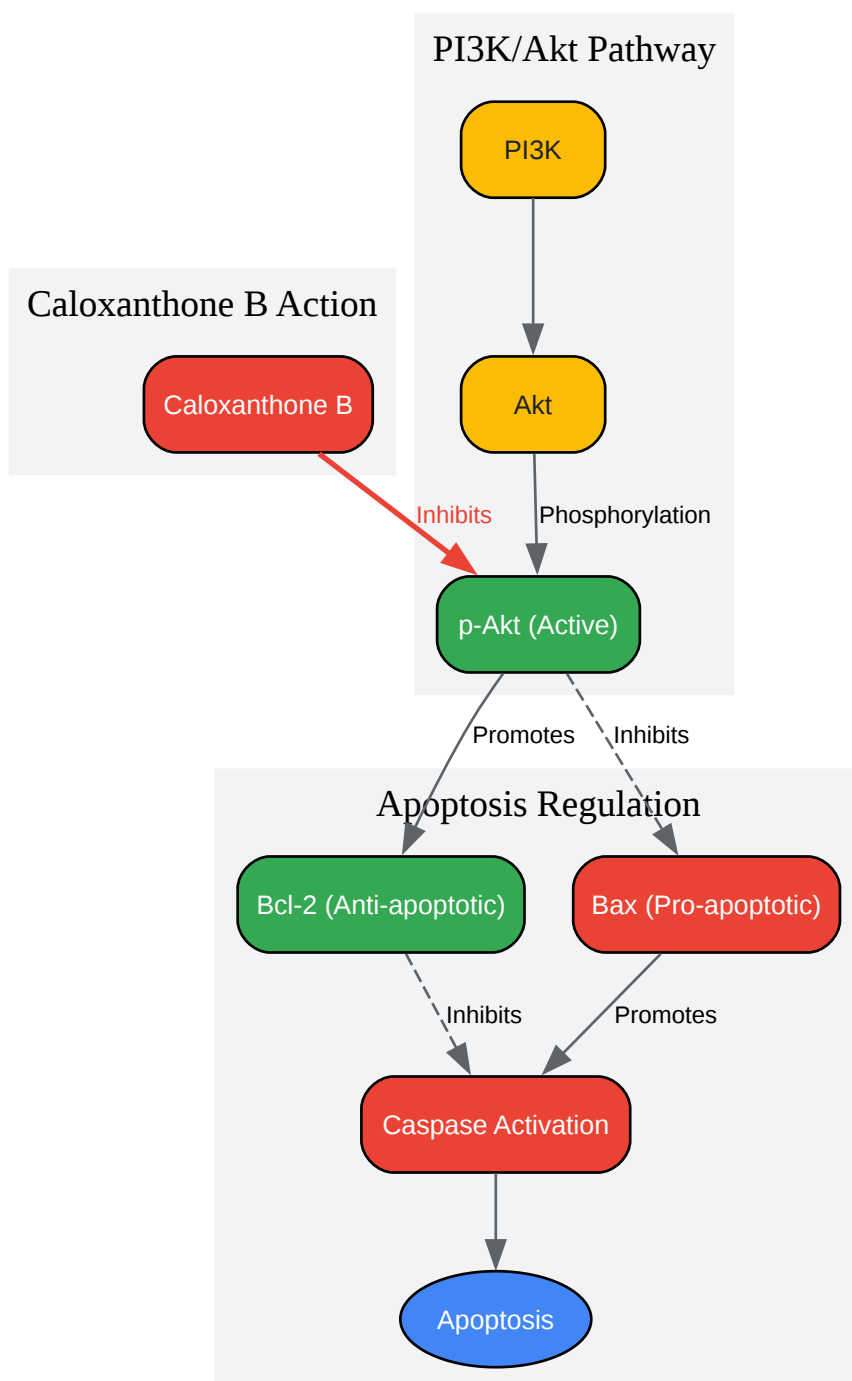 PI3K/Akt Pathway
PI3K
Caloxanthone B Action
Caloxanthone B
Akt
Inhibits
Phosphorylation
p-Akt (Active)
Promotes
Inhibits
Apoptosis Regulation
Bcl-2 (Anti-apoptotic)
Bax (Pro-apoptotic)
Inhibits
Promotes
Caspase Activation
Apoptosis